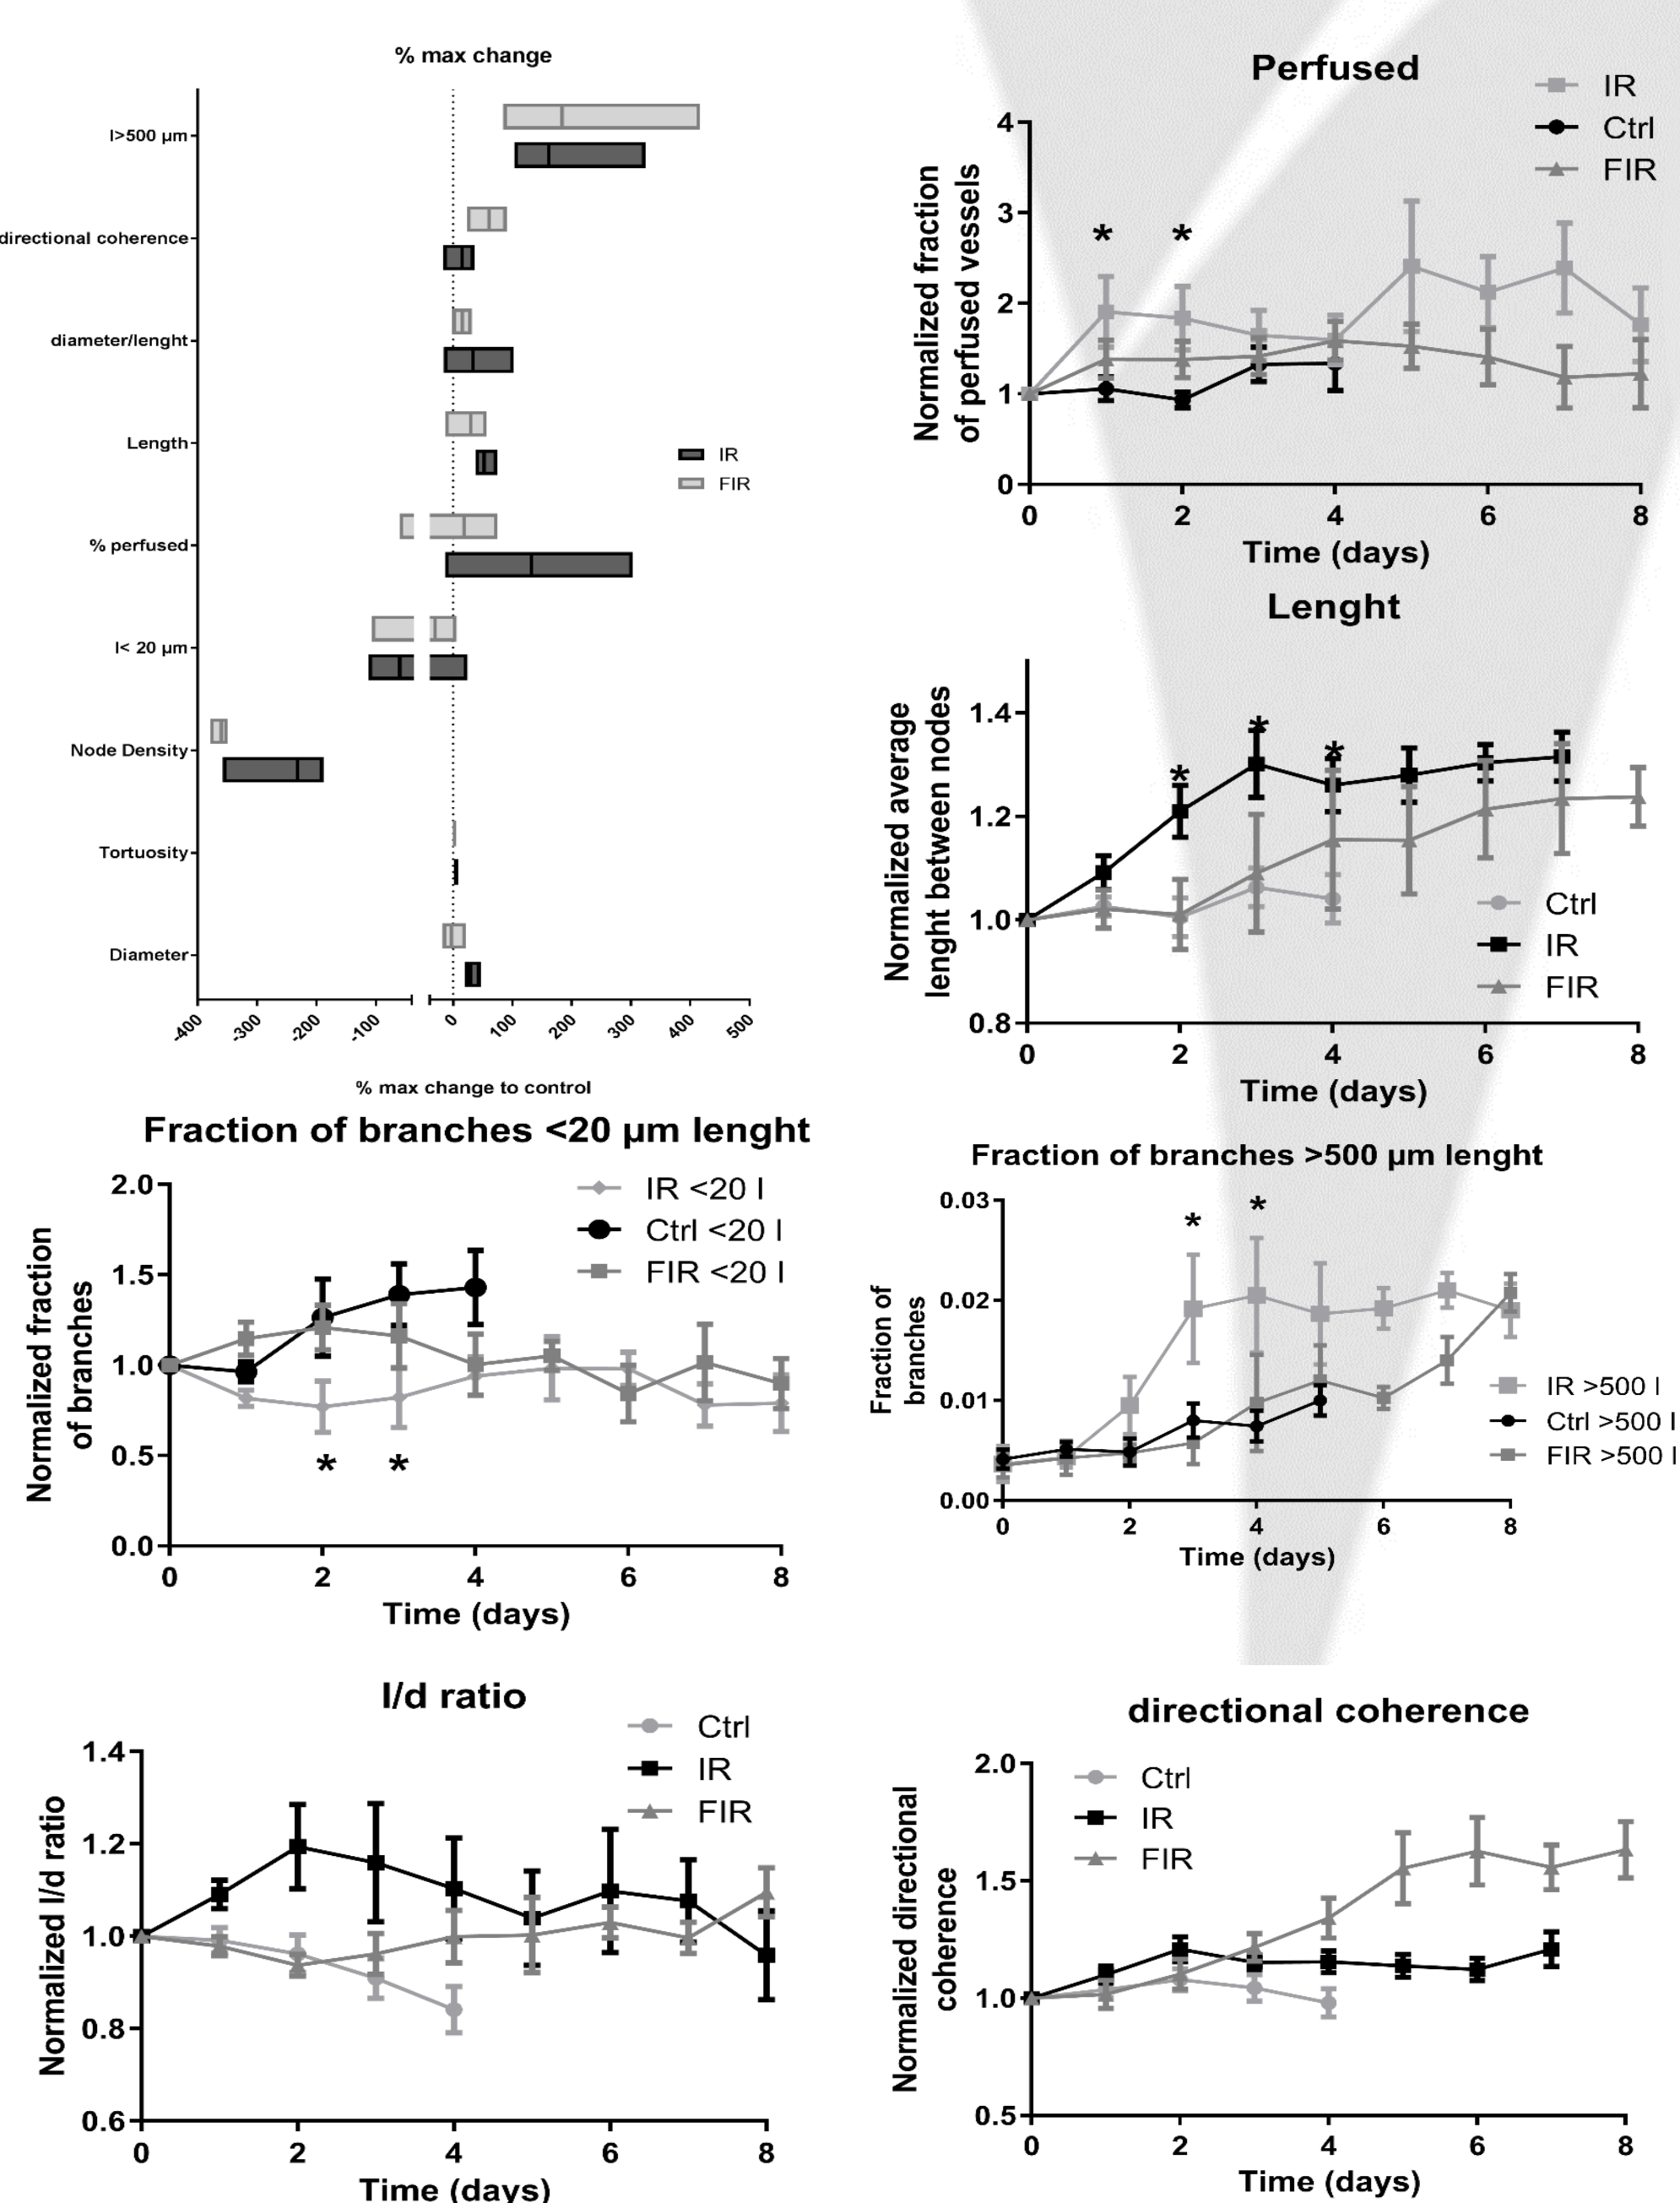 % max change
l>500 µm
directional coherence
diameter/lenght
Length
% perfused
l< 20 µm
Node Density
Tortuosity
Diameter
IR
FIR
-400 -300 -200 -100 0 100 200 300 400 500
% max change to control
Perfused
IR
Ctrl
FIR
Normalized fraction
of perfused vessels
4
3
2
1
0
* *
0 2 4 6 8
Time (days)
Lenght
Normalized average
lenght between nodes
1.4
1.2
1.0
0.8
* * *
Ctrl
IR
FIR
0 2 4 6 8
Time (days)
Fraction of branches <20 µm lenght
IR <20 l
Ctrl <20 l
FIR <20 l
Normalized fraction
of branches
2.0
1.5
1.0
0.5
0.0
* *
0 2 4 6 8
Time (days)
Fraction of branches >500 µm lenght
Fraction of
branches
0.03
0.02
0.01
0.00
* *
IR >500 l
Ctrl >500 l
FIR >500 l
0 2 4 6 8
Time (days)
l/d ratio
Ctrl
IR
FIR
Normalized l/d ratio
1.4
1.2
1.0
0.8
0.6
0 2 4 6 8
Time (days)
directional coherence
Ctrl
IR
FIR
Normalized directional
coherence
2.0
1.5
1.0
0.5
0 2 4 6 8
Time (days)